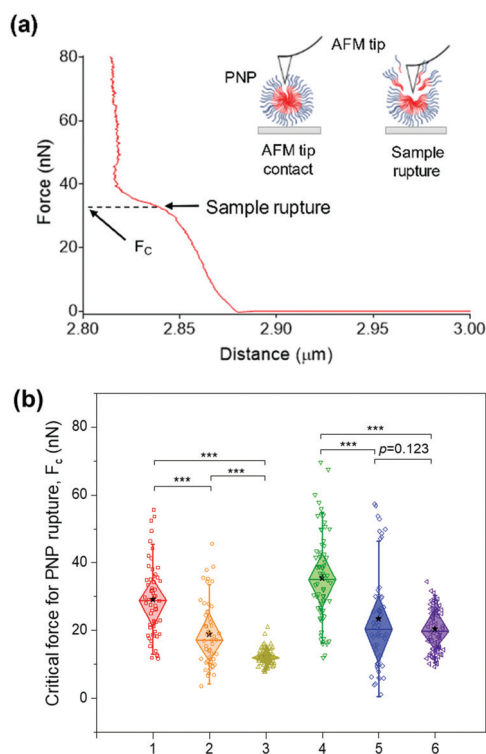 (a)
AFM tip
PNP
AFM tip
contact
Sample
rupture
80
60
40
20
0
Force (nN)
Sample rupture
F_C
2.80
2.85
2.90
2.95
3.00
Distance (μm)
(b)
Critical force for PNP rupture, F_c (nN)
80
60
40
20
0
***
***
***
***
***
p=0.123
1
2
3
4
5
6